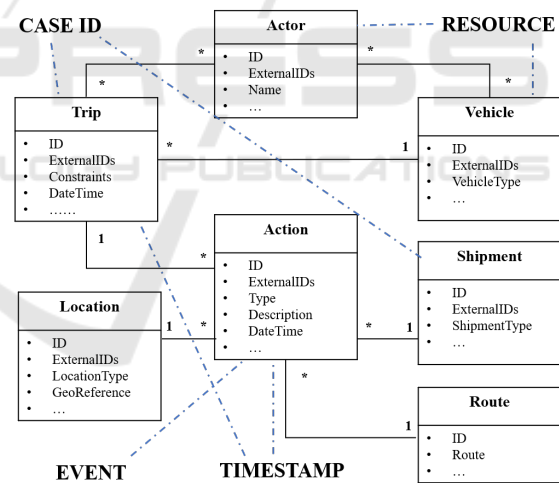 CASE ID
RESOURCE
Actor
• ID
• ExternalIDs
• Name
• …
*
*
*
*
Trip
• ID
• ExternalIDs
• Constraints
• DateTime
• ……
*
1
Vehicle
• ID
• ExternalIDs
• VehicleType
• …
1
*
Action
• ID
• ExternalIDs
• Type
• Description
• DateTime
• …
Shipment
• ID
• ExternalIDs
• ShipmentType
• …
Location
• ID
• ExternalIDs
• LocationType
• GeoReference
• …
1
*
*
1
*
1
Route
• ID
• Route
• …
EVENT
TIMESTAMP
PRESS
PUBLICATIONS